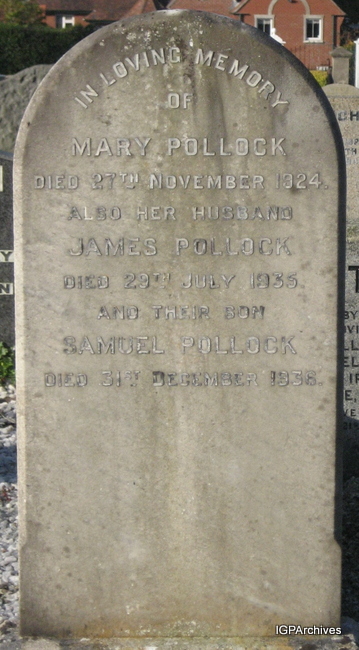 IN LOVING MEMORY
OF
MARY POLLOCK
DIED 27TH NOVEMBER 1924.
ALSO HER HUSBAND
JAMES POLLOCK
DIED 29TH JULY 1935
AND THEIR SON
SAMUEL POLLOCK
DIED 31ST DECEMBER 1938.
IGPArchives